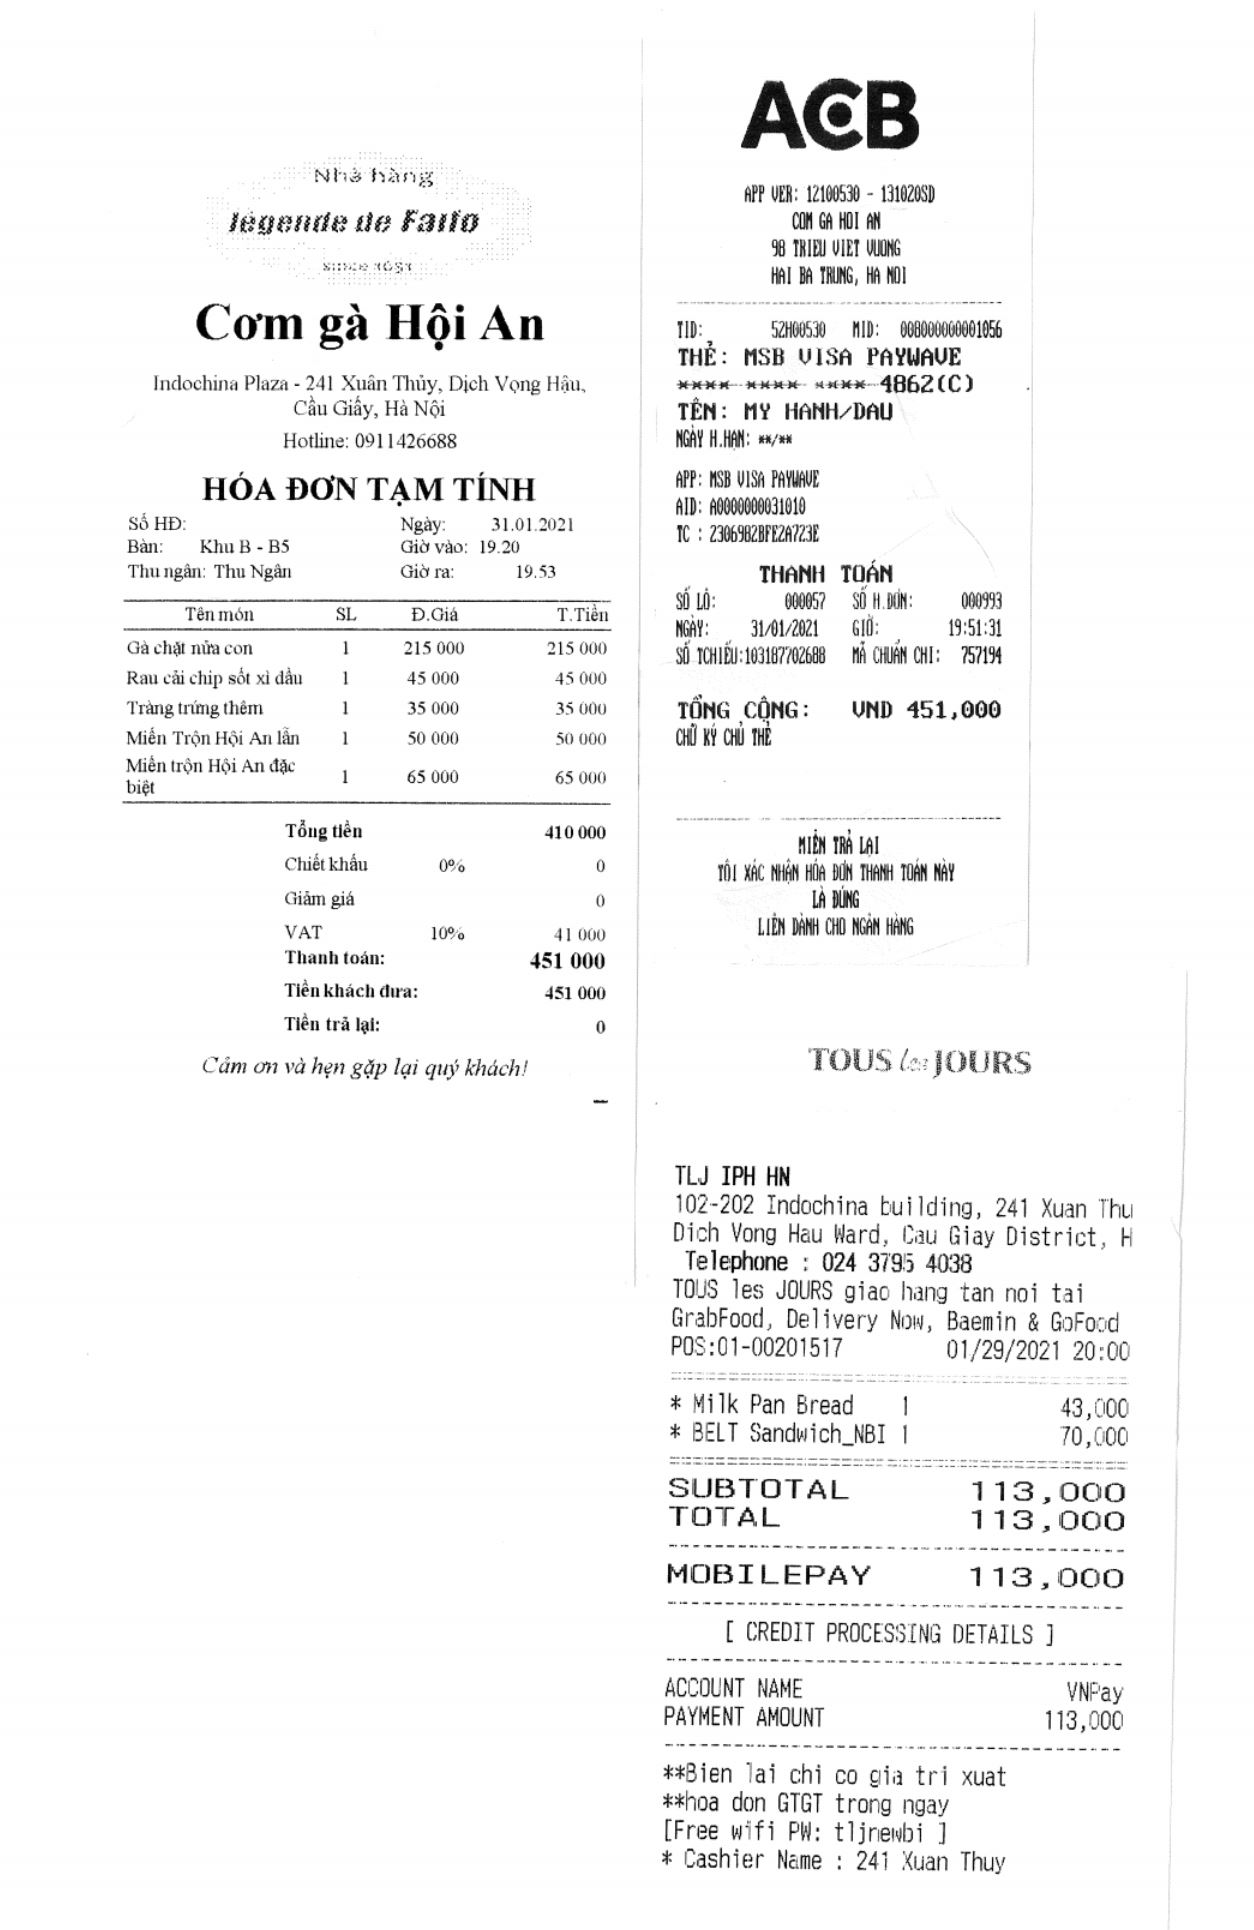 Nhà hàng
légende de Faifo
since 1651
Cơm gà Hội An
Indochina Plaza - 241 Xuân Thủy, Dịch Vọng Hậu,
Cầu Giấy, Hà Nội
Hotline: 0911426688
HÓA ĐƠN TẠM TÍNH
Số HĐ: Ngày: 31.01.2021
Bàn: Khu B - B5 Giờ vào: 19.20
Thu ngân: Thu Ngân Giờ ra: 19.53
Tên món SL Đ.Giá T.Tiền
Gà chặt nửa con 1 215 000 215 000
Rau cải chip sốt xì dầu 1 45 000 45 000
Tràng trứng thêm 1 35 000 35 000
Miến Trộn Hội An lẫn 1 50 000 50 000
Miến trộn Hội An đặc
biệt 1 65 000 65 000
Tổng tiền 410 000
Chiết khấu 0% 0
Giảm giá 0
VAT 10% 41 000
Thanh toán: 451 000
Tiền khách đưa: 451 000
Tiền trả lại: 0
Cảm ơn và hẹn gặp lại quý khách!
ACB
APP VER: 12100530 - 131020SD
COM GA HOI AN
98 TRIEU VIET VUONG
HAI BA TRUNG, HA NOI
TID: 52H00530 MID: 008000000001056
THẺ: MSB VISA PAYWAVE
**** **** **** 4862(C)
TÊN: MY HANH/DAU
NGÀY H.HẠN: **/**
APP: MSB VISA PAYWAVE
AID: A0000000031010
TC : 2306982BFE2A723E
THANH TOÁN
SỐ LÔ: 000057 SỐ H.ĐƠN: 000993
NGÀY: 31/01/2021 GIỜ: 19:51:31
SỐ TCHIẾU:103187702688 MÃ CHUẨN CHI: 757194
TỔNG CỘNG: VND 451,000
CHỮ KÝ CHỦ THẺ
MIỄN TRẢ LẠI
TÔI XÁC NHẬN HÓA ĐƠN THANH TOÁN NÀY
LÀ ĐÚNG
LIÊN DÀNH CHO NGÂN HÀNG
TOUS les JOURS
TLJ IPH HN
102-202 Indochina building, 241 Xuan Thu
Dich Vong Hau Ward, Cau Giay District, H
Telephone : 024 3795 4038
TOUS les JOURS giao hang tan noi tai
GrabFood, Delivery Now, Baemin & GoFood
POS:01-00201517 01/29/2021 20:00
* Milk Pan Bread 1 43,000
* BELT Sandwich_NBI 1 70,000
SUBTOTAL 113,000
TOTAL 113,000
MOBILEPAY 113,000
[ CREDIT PROCESSING DETAILS ]
ACCOUNT NAME VNPay
PAYMENT AMOUNT 113,000
**Bien lai chi co gia tri xuat
**hoa don GTGT trong ngay
[Free wifi PW: tljnewbi ]
* Cashier Name : 241 Xuan Thuy